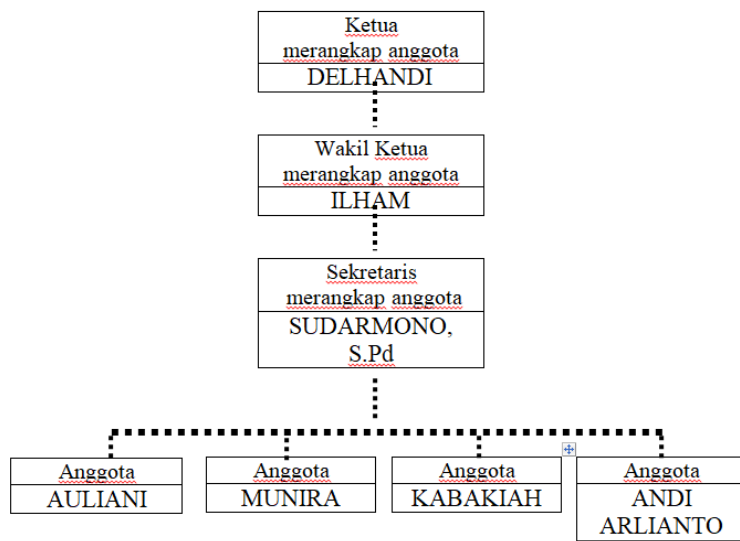 Ketua
merangkap anggota
DELHANDI
Wakil Ketua
merangkap anggota
ILHAM
Sekretaris
merangkap anggota
SUDARMONO,
S.Pd
Anggota
AULIANI
Anggota
MUNIRA
Anggota
KABAKIAH
Anggota
ANDI
ARLIANTO